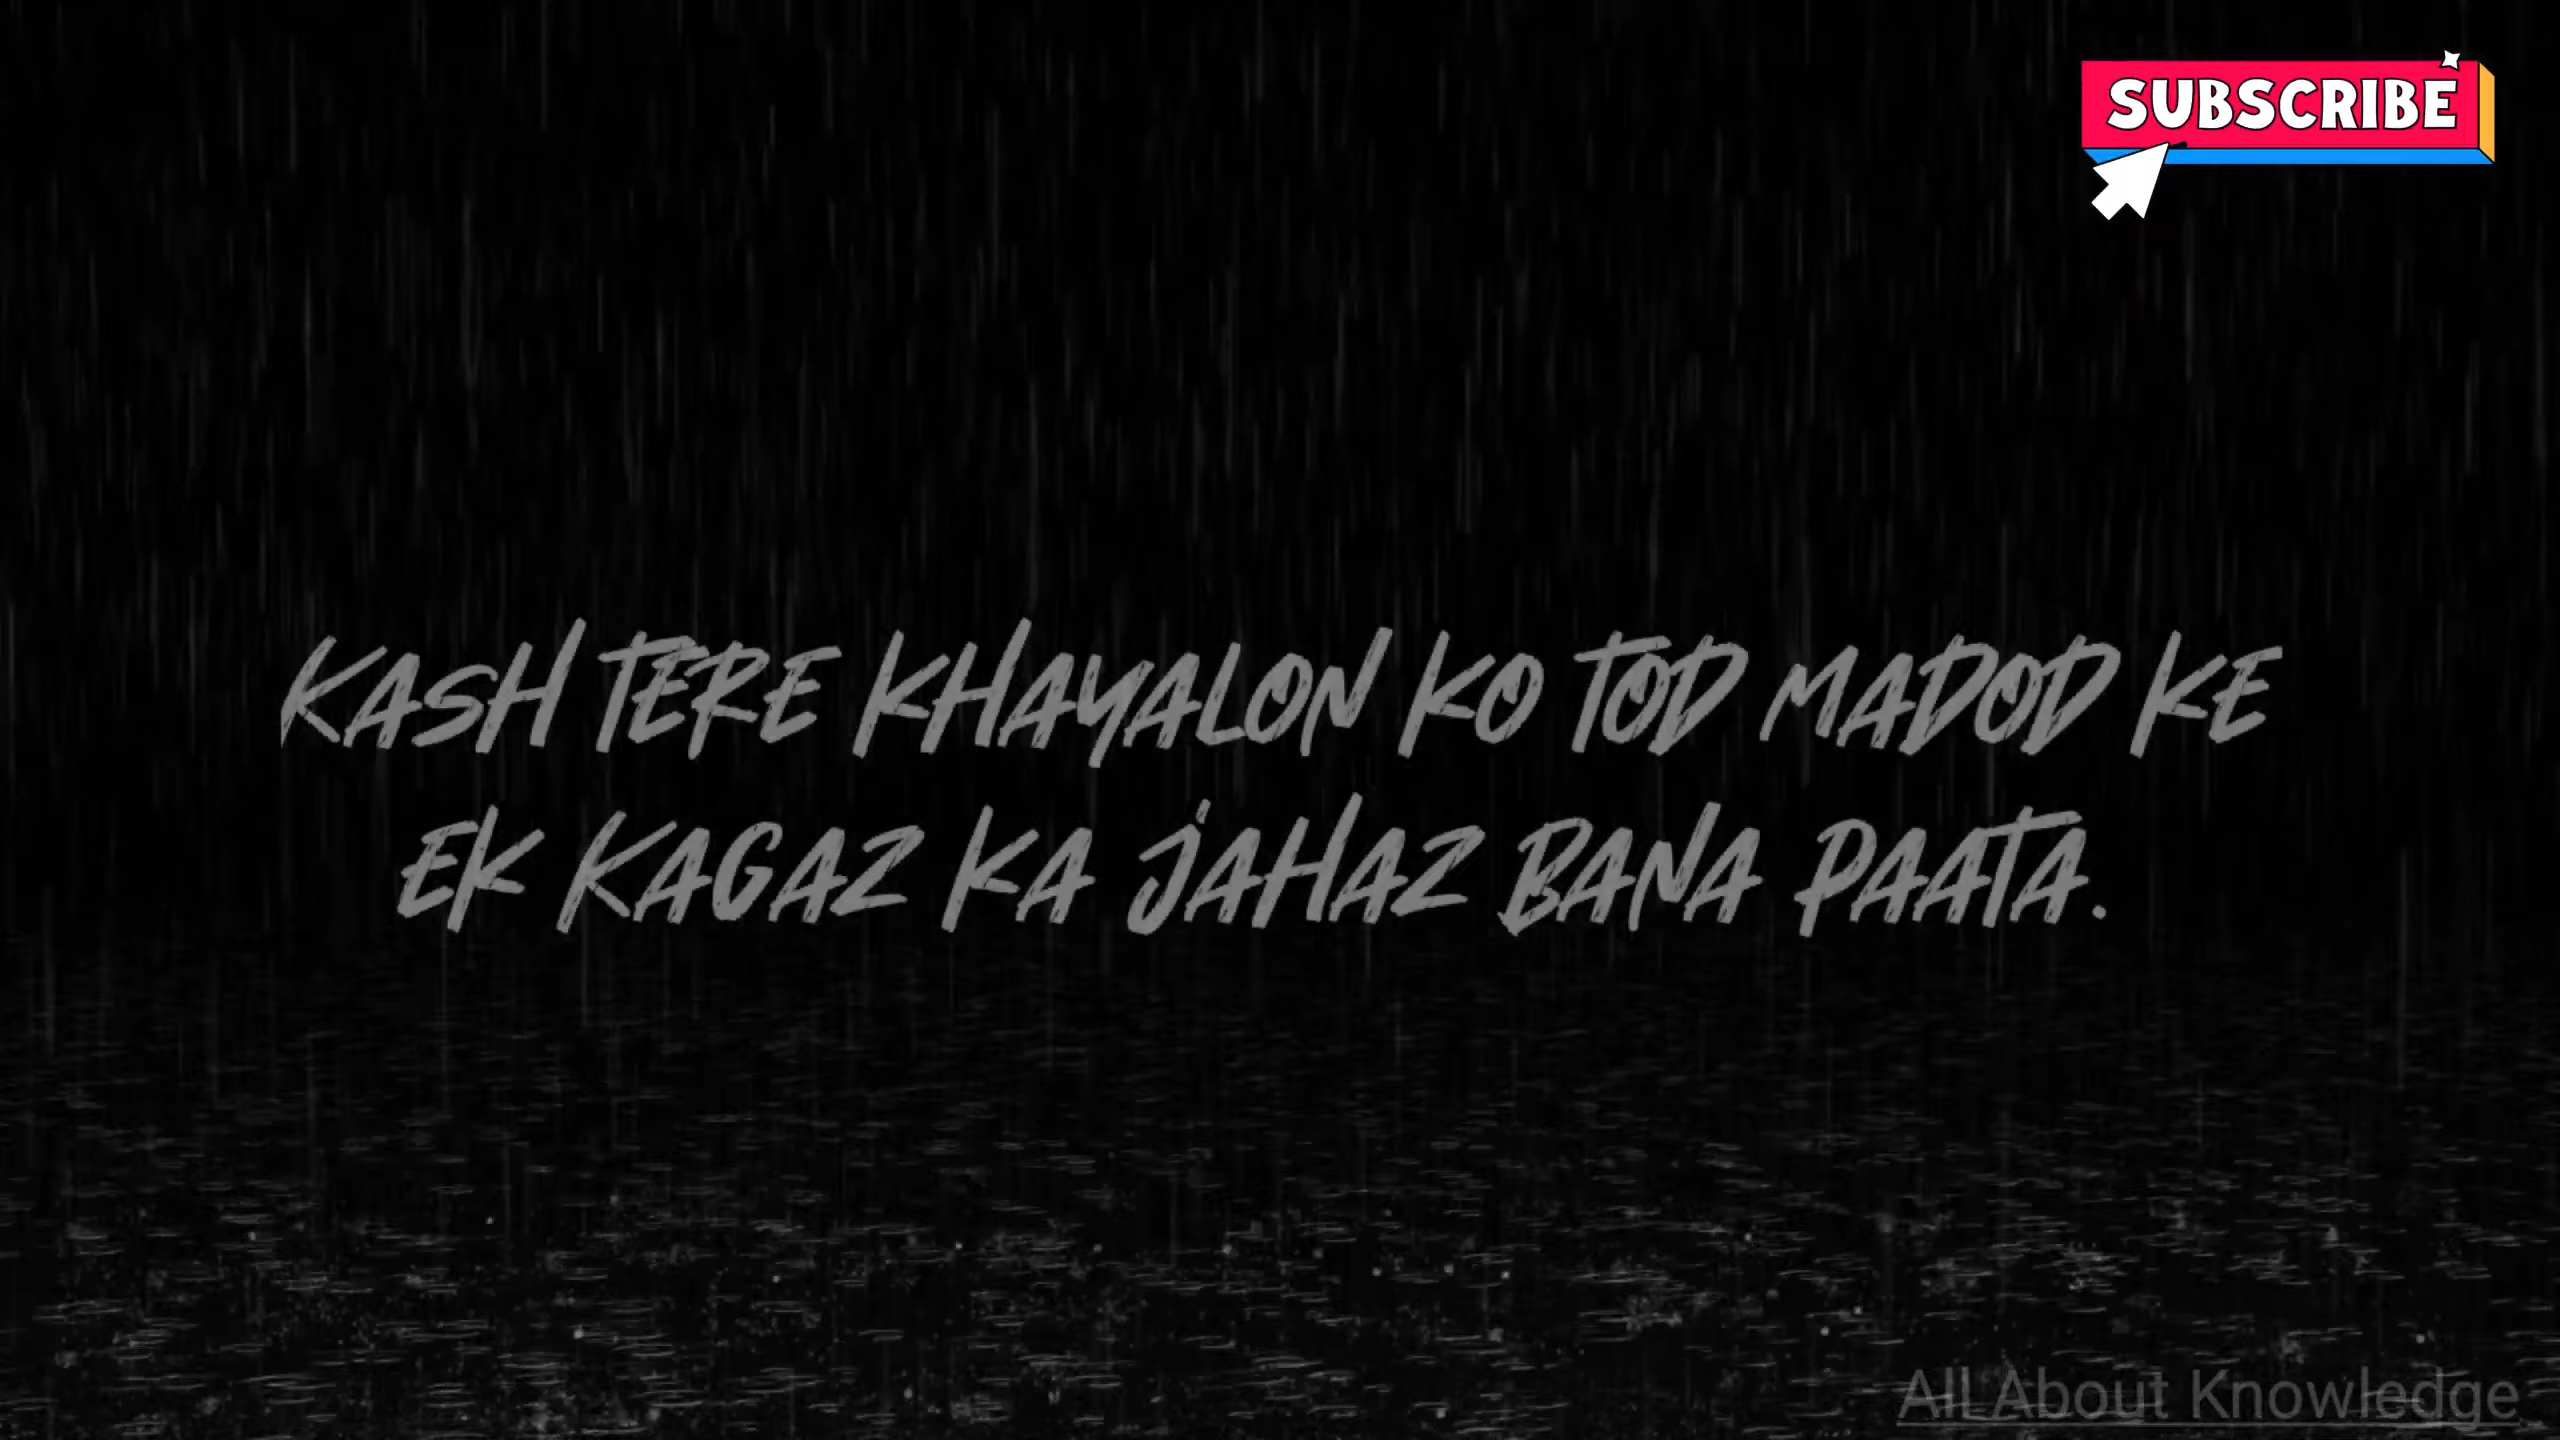 SUBSCRIBE
KASH TERE KHAYALON KO TOD MADOD KE
EK KAGAZ KA JAHAZ BANA PAATA.
All About Knowledge